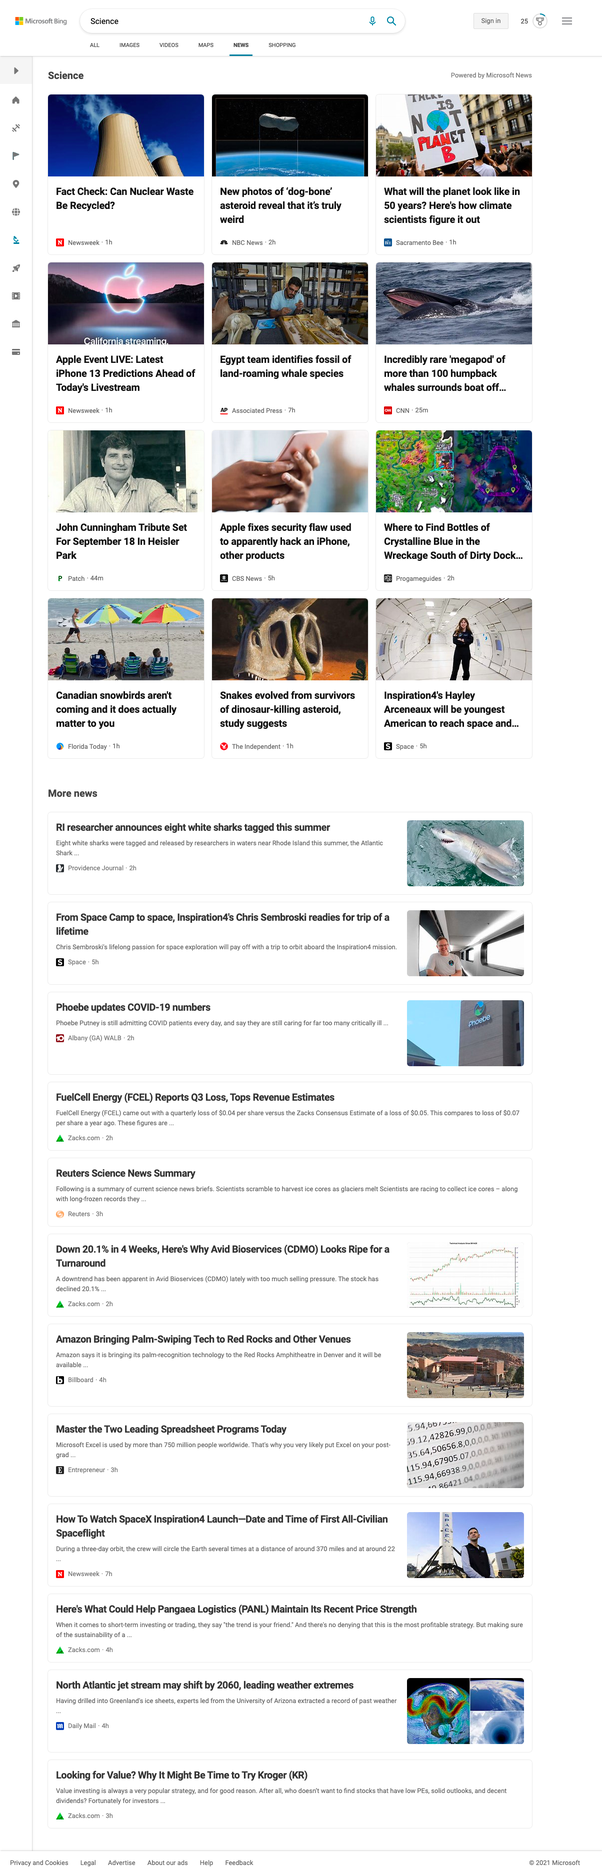 Microsoft Bing
Science
Sign in
25
ALL IMAGES VIDEOS MAPS NEWS SHOPPING
Science
Powered by Microsoft News
THERE IS
NOT A
PLANET
B
Fact Check: Can Nuclear Waste
Be Recycled?
Newsweek · 1h
New photos of ‘dog-bone’
asteroid reveal that it’s truly
weird
NBC News · 2h
What will the planet look like in
50 years? Here's how climate
scientists figure it out
Sacramento Bee · 1h
California streaming.
Apple Event LIVE: Latest
iPhone 13 Predictions Ahead of
Today's Livestream
Newsweek · 1h
Egypt team identifies fossil of
land-roaming whale species
AP Associated Press · 7h
Incredibly rare 'megapod' of
more than 100 humpback
whales surrounds boat off...
CNN · 25m
John Cunningham Tribute Set
For September 18 In Heisler
Park
Patch · 44m
Apple fixes security flaw used
to apparently hack an iPhone,
other products
CBS News · 5h
Where to Find Bottles of
Crystalline Blue in the
Wreckage South of Dirty Dock...
Progameguides · 2h
Canadian snowbirds aren't
coming and it does actually
matter to you
Florida Today · 1h
Snakes evolved from survivors
of dinosaur-killing asteroid,
study suggests
The Independent · 1h
Inspiration4's Hayley
Arceneaux will be youngest
American to reach space and...
Space · 5h
More news
RI researcher announces eight white sharks tagged this summer
Eight white sharks were tagged and released by researchers in waters near Rhode Island this summer, the Atlantic
Shark ...
Providence Journal · 2h
From Space Camp to space, Inspiration4's Chris Sembroski readies for trip of a
lifetime
Chris Sembroski's lifelong passion for space exploration will pay off with a trip to orbit aboard the Inspiration4 mission.
Space · 5h
Phoebe updates COVID-19 numbers
Phoebe Putney is still admitting COVID patients every day, and say they are still caring for far too many critically ill ...
Albany (GA) WALB · 2h
Phoebe
FuelCell Energy (FCEL) Reports Q3 Loss, Tops Revenue Estimates
FuelCell Energy (FCEL) came out with a quarterly loss of $0.04 per share versus the Zacks Consensus Estimate of a loss of $0.05. This compares to loss of $0.07
per share a year ago. These figures are ...
Zacks.com · 2h
Reuters Science News Summary
Following is a summary of current science news briefs. Scientists scramble to harvest ice cores as glaciers melt Scientists are racing to collect ice cores – along
with long-frozen records they ...
Reuters · 3h
Down 20.1% in 4 Weeks, Here's Why Avid Bioservices (CDMO) Looks Ripe for a
Turnaround
A downtrend has been apparent in Avid Bioservices (CDMO) lately with too much selling pressure. The stock has
declined 20.1% ...
Zacks.com · 2h
Amazon Bringing Palm-Swiping Tech to Red Rocks and Other Venues
Amazon says it is bringing its palm-recognition technology to the Red Rocks Amphitheatre in Denver and it will be
available ...
Billboard · 4h
Master the Two Leading Spreadsheet Programs Today
Microsoft Excel is used by more than 750 million people worldwide. That's why you very likely put Excel on your post-
grad ...
Entrepreneur · 3h
How To Watch SpaceX Inspiration4 Launch—Date and Time of First All-Civilian
Spaceflight
During a three-day orbit, the crew will circle the Earth several times at a distance of around 370 miles and at around 22
...
Newsweek · 7h
Here's What Could Help Pangaea Logistics (PANL) Maintain Its Recent Price Strength
When it comes to short-term investing or trading, they say "the trend is your friend." And there's no denying that this is the most profitable strategy. But making sure
of the sustainability of a ...
Zacks.com · 4h
North Atlantic jet stream may shift by 2060, leading weather extremes
Having drilled into Greenland's ice sheets, experts led from the University of Arizona extracted a record of past weather
...
Daily Mail · 4h
Looking for Value? Why It Might Be Time to Try Kroger (KR)
Value investing is always a very popular strategy, and for good reason. After all, who doesn't want to find stocks that have low PEs, solid outlooks, and decent
dividends? Fortunately for investors ...
Zacks.com · 3h
Privacy and Cookies Legal Advertise About our ads Help Feedback
© 2021 Microsoft